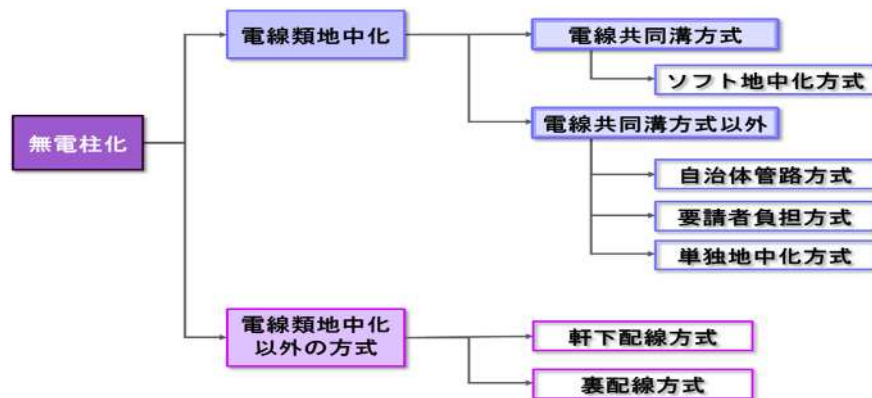 無電柱化
電線類地中化
電線共同溝方式
ソフト地中化方式
電線共同溝方式以外
自治体管路方式
要請者負担方式
単独地中化方式
電線類地中化
以外の方式
軒下配線方式
裏配線方式